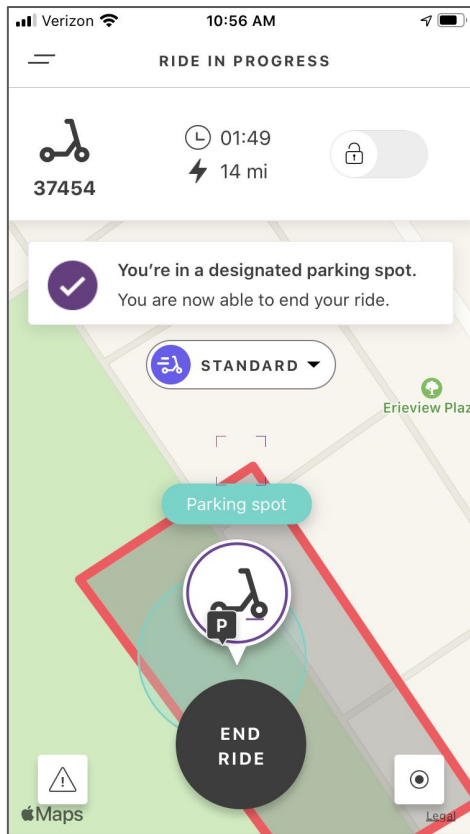 Verizon 10:56 AM
RIDE IN PROGRESS
01:49
14 mi
37454
You're in a designated parking spot.
You are now able to end your ride.
STANDARD
Erieview Plaz
Parking spot
P
END
RIDE
Maps
Legal